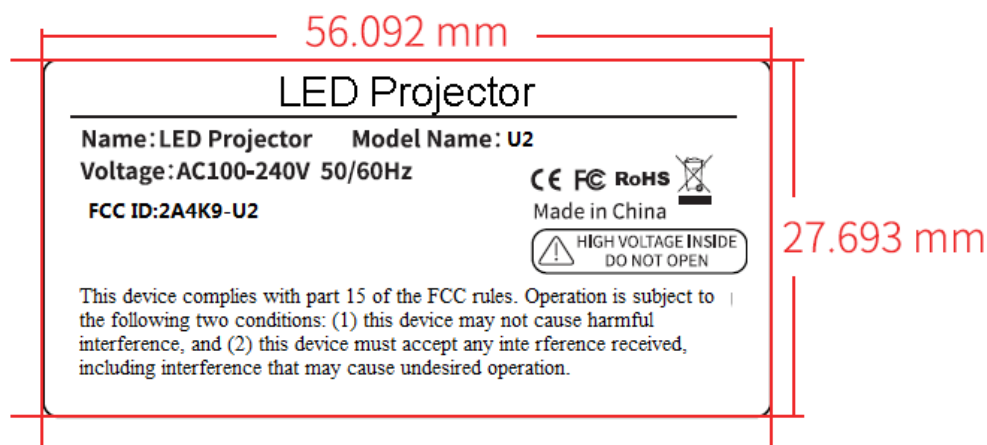 56.092 mm
LED Projector
Name:LED Projector Model Name: U2
Voltage:AC100-240V 50/60Hz
FCC ID:2A4K9-U2
CE FC RoHS
Made in China
HIGH VOLTAGE INSIDE
DO NOT OPEN
27.693 mm
This device complies with part 15 of the FCC rules. Operation is subject to
the following two conditions: (1) this device may not cause harmful
interference, and (2) this device must accept any inte rference received,
including interference that may cause undesired operation.